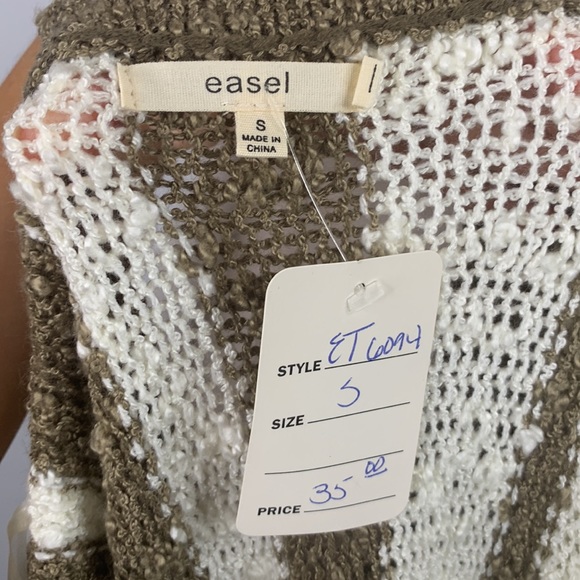 easel
S
MADE IN
CHINA
STYLE ET6094
SIZE S
PRICE 35 00